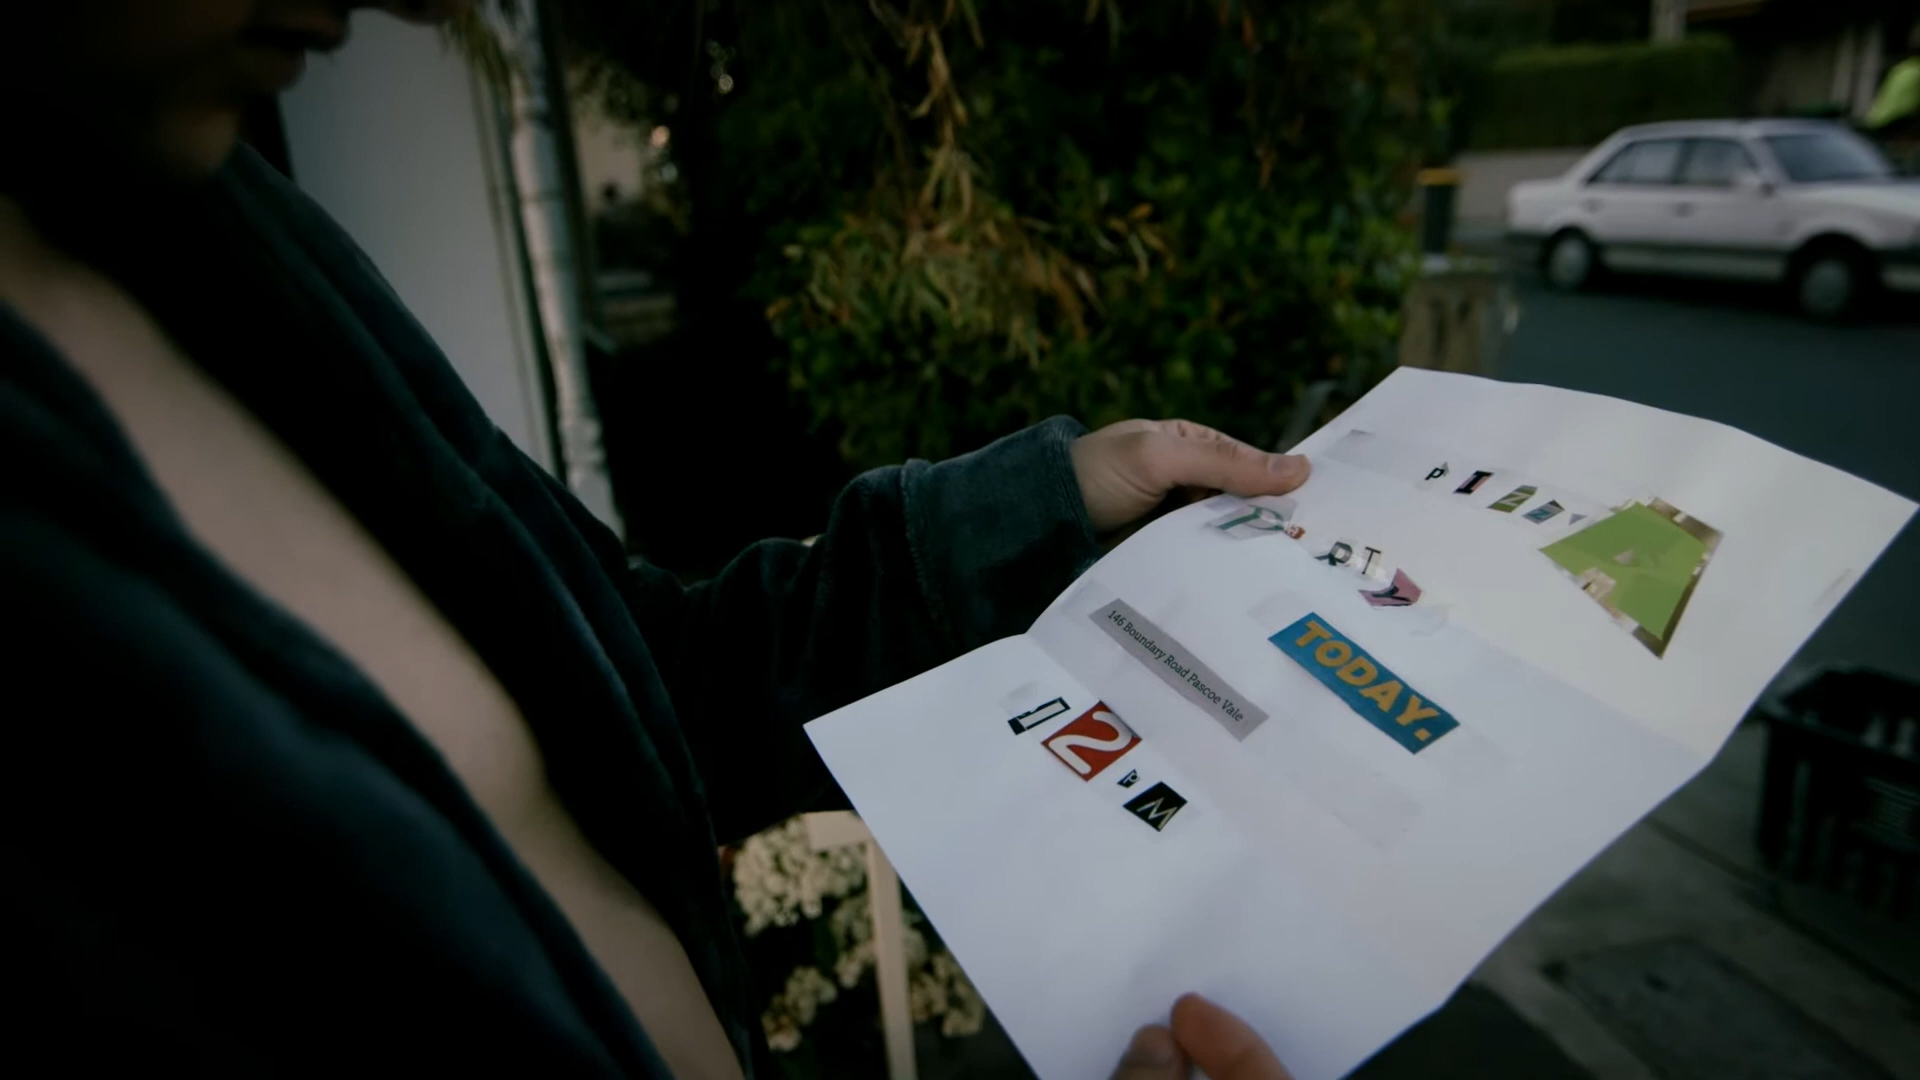 PIZZA
PaRTY
TODAY.
146 Boundary Road Pascoe Vale
12PM